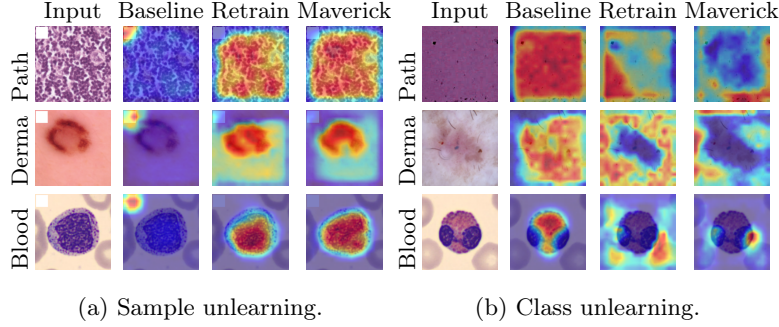 Input Baseline Retrain Maverick Input Baseline Retrain Maverick
Path Path
Derma Derma
Blood Blood
(a) Sample unlearning. (b) Class unlearning.